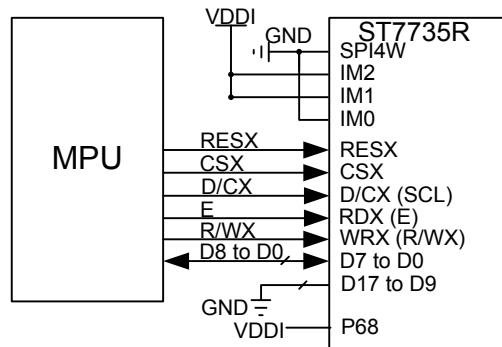 VDDI
GND
ST7735R
SPI4W
IM2
IM1
IM0
MPU
RESX
RESX
CSX
CSX
D/CX
D/CX (SCL)
E
RDX (E)
R/WX
WRX (R/WX)
D8 to D0
D7 to D0
D17 to D9
GND
VDDI
P68